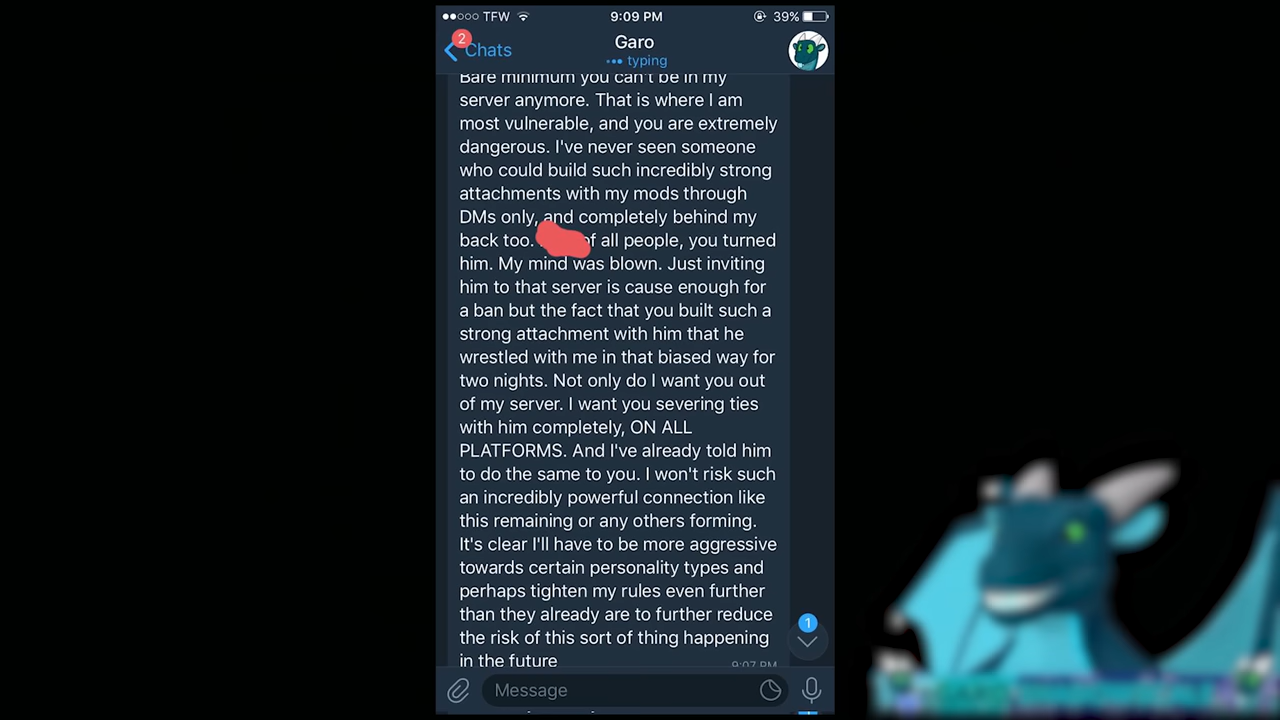 TFW
9:09 PM
39%
2
Chats
Garo
typing
Bare minimum you can't be in my
server anymore. That is where I am
most vulnerable, and you are extremely
dangerous. I've never seen someone
who could build such incredibly strong
attachments with my mods through
DMs only, and completely behind my
back too. of all people, you turned
him. My mind was blown. Just inviting
him to that server is cause enough for
a ban but the fact that you built such a
strong attachment with him that he
wrestled with me in that biased way for
two nights. Not only do I want you out
of my server. I want you severing ties
with him completely, ON ALL
PLATFORMS. And I've already told him
to do the same to you. I won't risk such
an incredibly powerful connection like
this remaining or any others forming.
It's clear I'll have to be more aggressive
towards certain personality types and
perhaps tighten my rules even further
than they already are to further reduce
the risk of this sort of thing happening
in the future
9:07 PM
1
Message